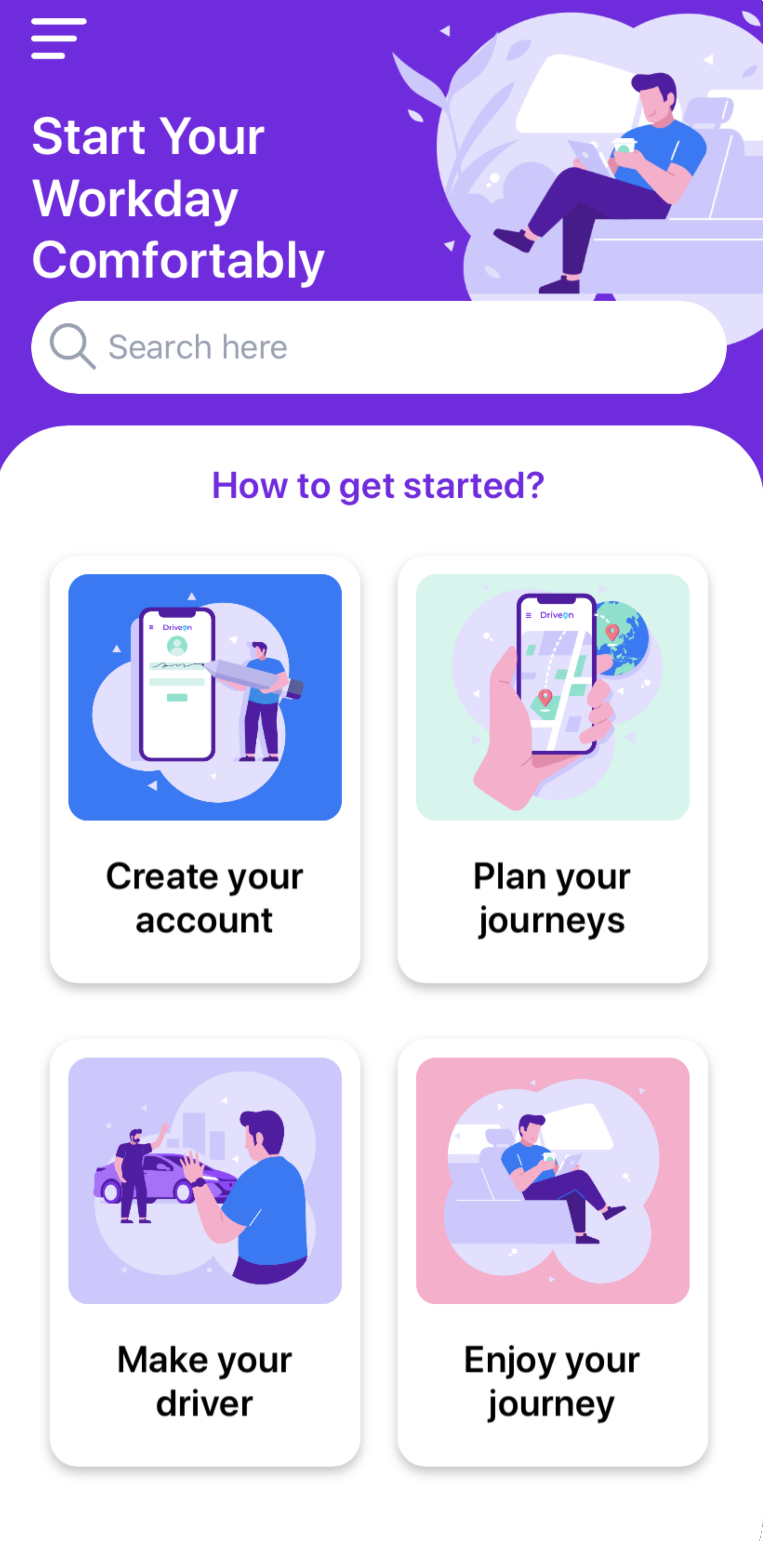 Start Your
Workday
Comfortably
Search here
How to get started?
Driveon
Driveon
Create your
account
Plan your
journeys
Make your
driver
Enjoy your
journey